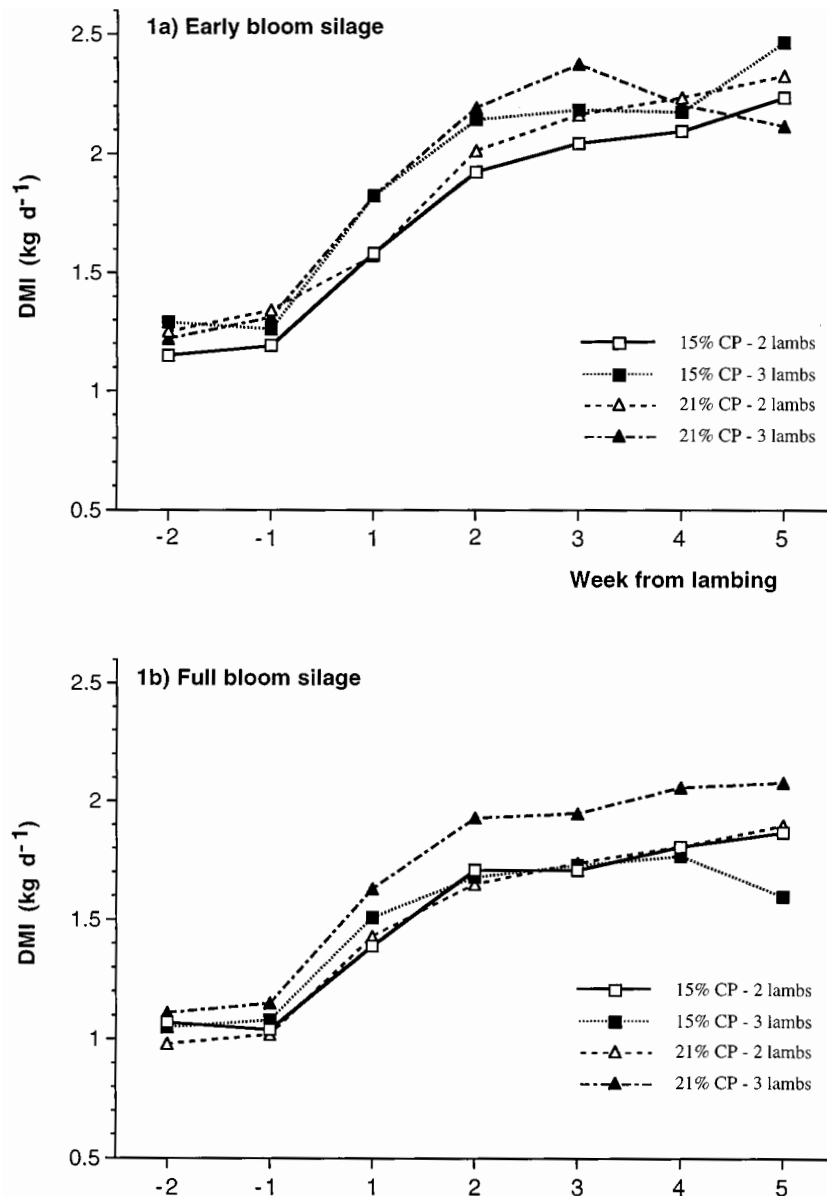 1a) Early bloom silage
2.5
2
1.5
1
0.5
DMI (kg d⁻¹)
15% CP - 2 lambs
15% CP - 3 lambs
21% CP - 2 lambs
21% CP - 3 lambs
-2 -1 1 2 3 4 5
Week from lambing
1b) Full bloom silage
2.5
2
1.5
1
0.5
DMI (kg d⁻¹)
15% CP - 2 lambs
15% CP - 3 lambs
21% CP - 2 lambs
21% CP - 3 lambs
-2 -1 1 2 3 4 5